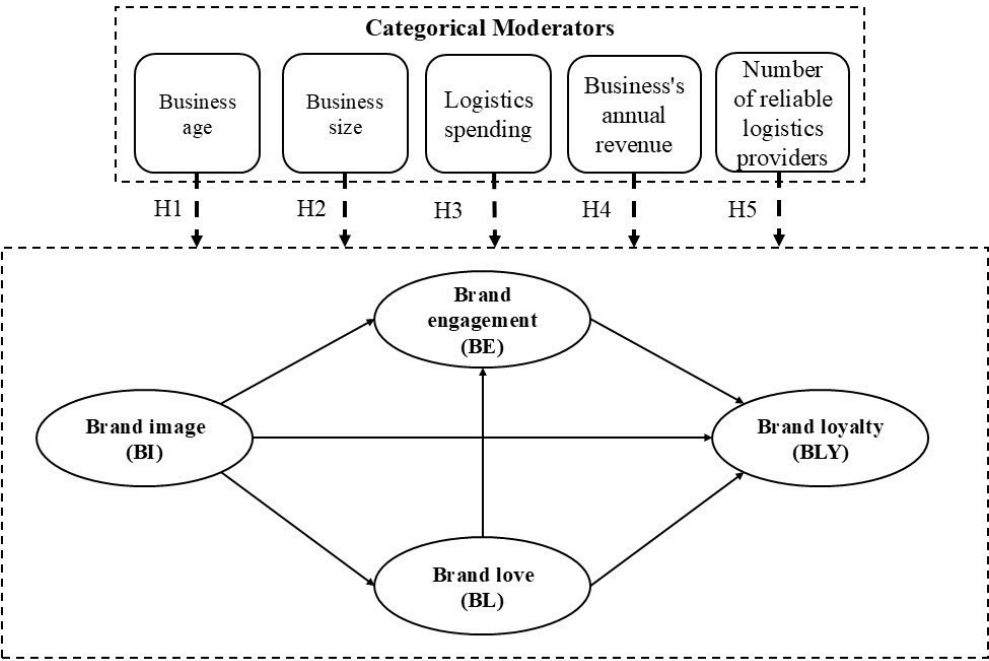 Categorical Moderators
Business
age
Business
size
Logistics
spending
Business's
annual
revenue
Number
of reliable
logistics
providers
H1
H2
H3
H4
H5
Brand
engagement
(BE)
Brand image
(BI)
Brand loyalty
(BLY)
Brand love
(BL)